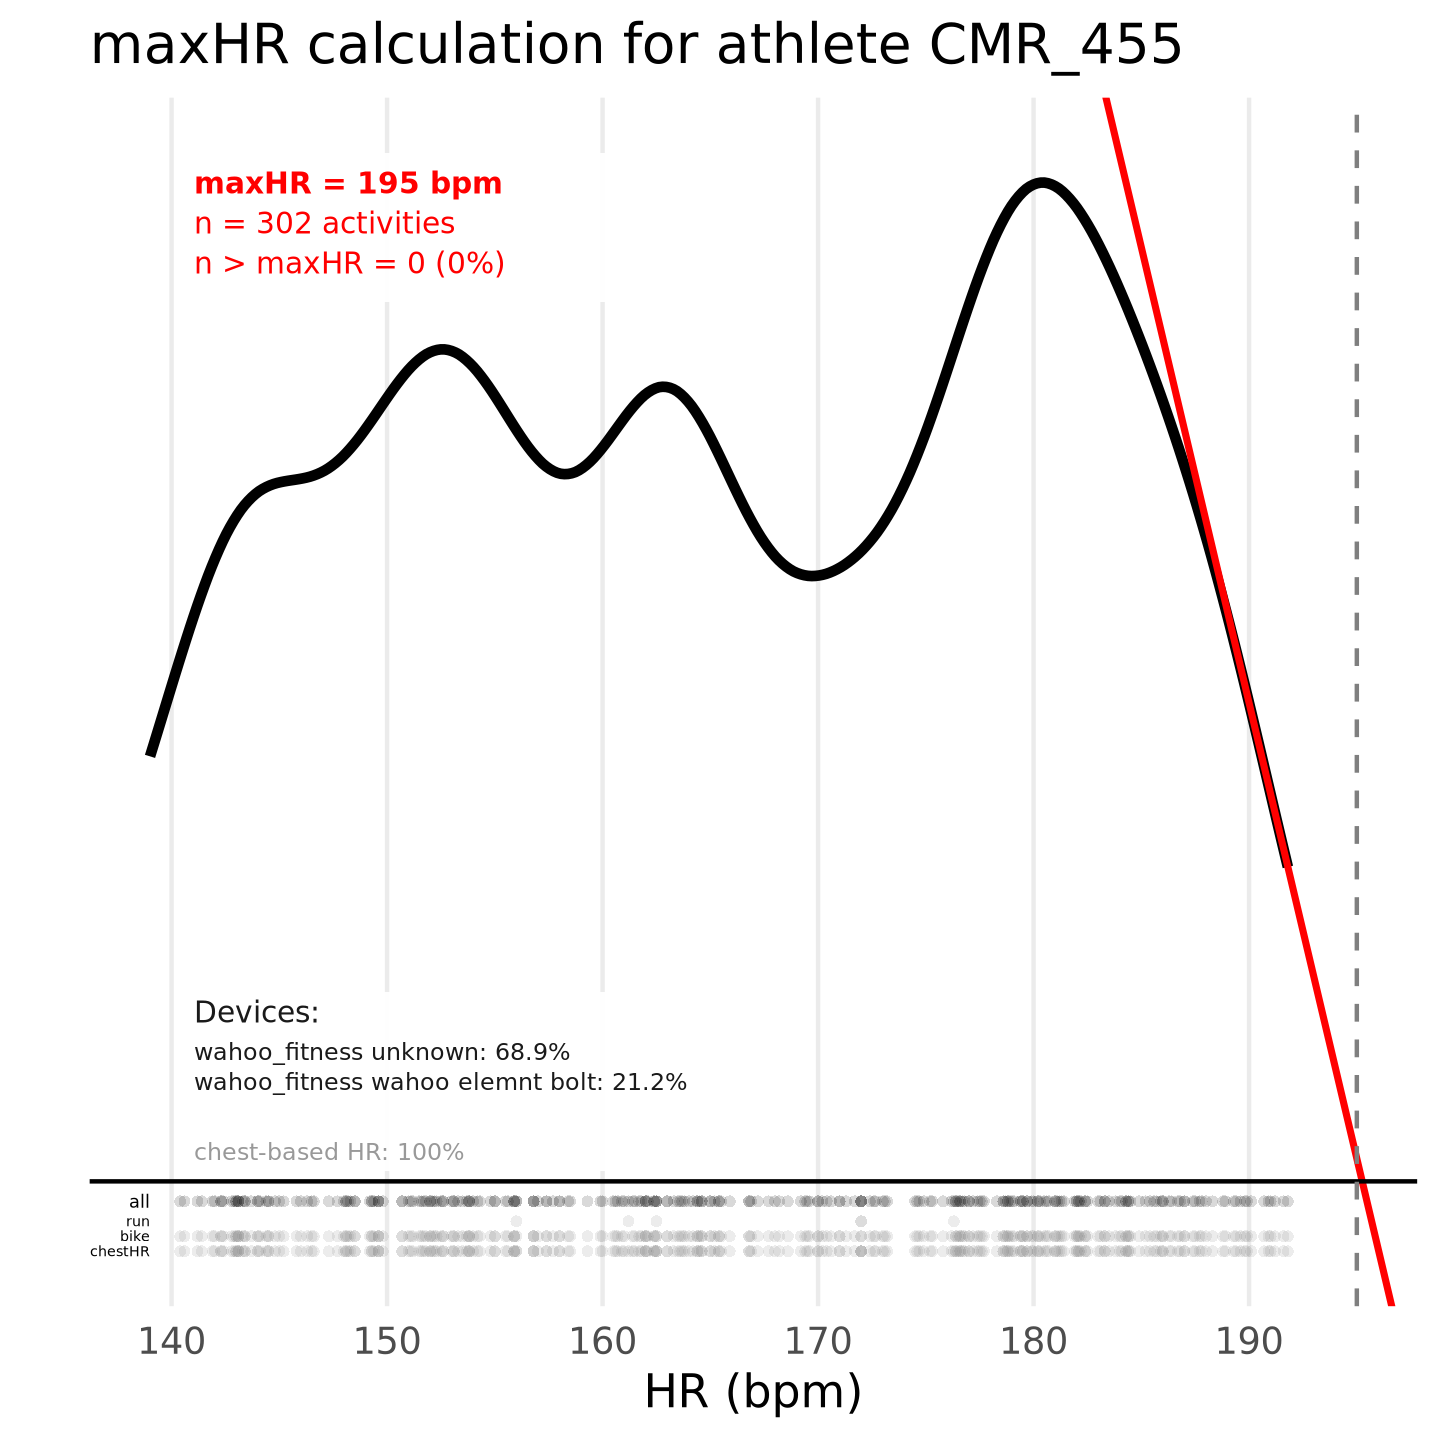 maxHR calculation for athlete CMR_455
maxHR = 195 bpm
n = 302 activities
n > maxHR = 0 (0%)
Devices:
wahoo_fitness unknown: 68.9%
wahoo_fitness wahoo elemnt bolt: 21.2%
chest-based HR: 100%
all
run
bike
chestHR
140 150 160 170 180 190
HR (bpm)